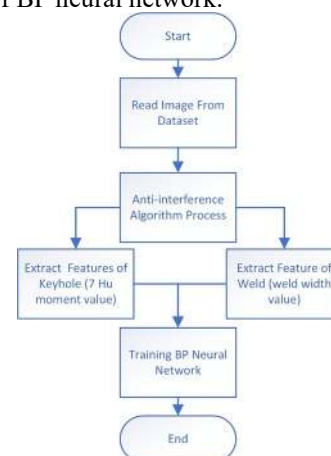 BP neural network.
Start
Read Image From
Dataset
Anti-interference
Algorithm Process
Extract Features of
Keyhole (7 Hu
moment value)
Extract Feature of
Weld (weld width
value)
Training BP Neural
Network
End